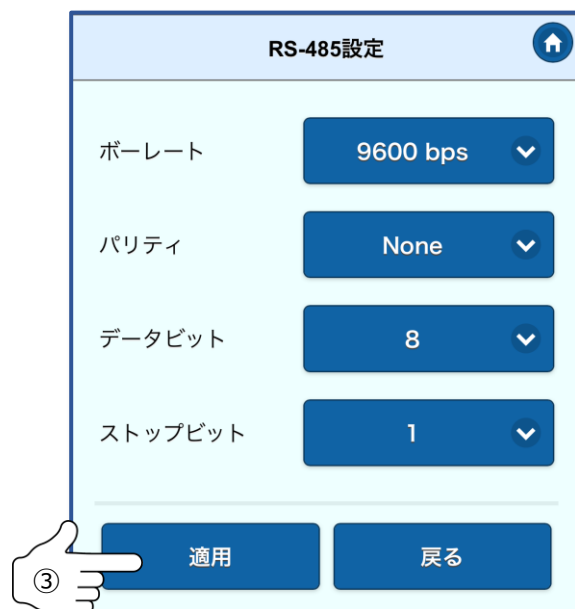 RS-485設定
ボーレート 9600 bps
パリティ None
データビット 8
ストップビット 1
適用 戻る
③